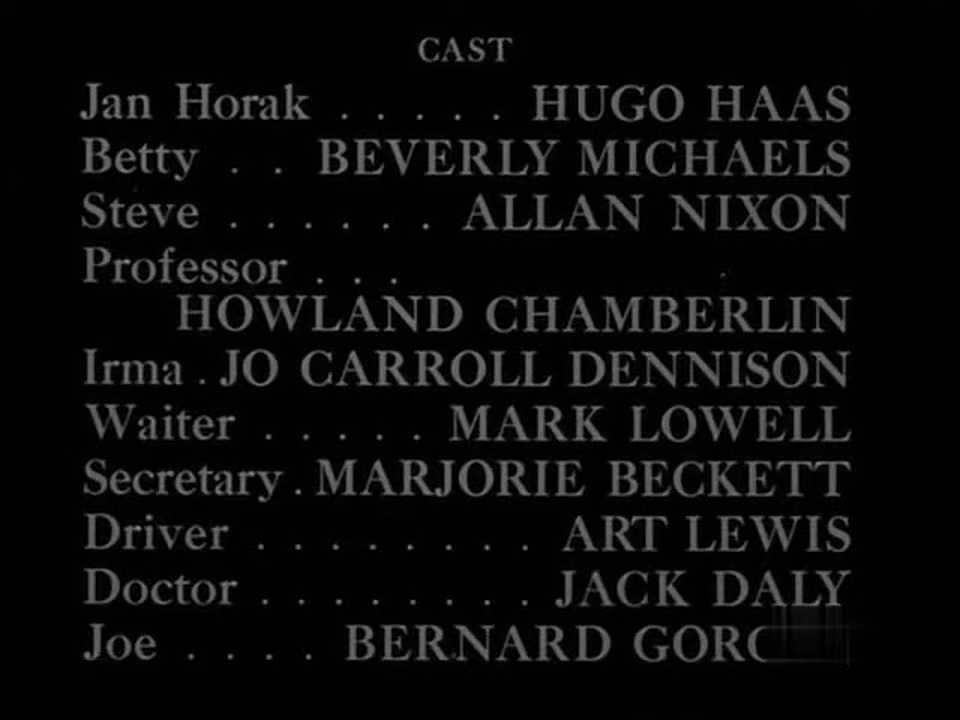 CAST
Jan Horak . . . . . HUGO HAAS
Betty . . BEVERLY MICHAELS
Steve . . . . . . ALLAN NIXON
Professor . . .
HOWLAND CHAMBERLIN
Irma . JO CARROLL DENNISON
Waiter . . . . . MARK LOWELL
Secretary . MARJORIE BECKETT
Driver . . . . . . . . ART LEWIS
Doctor . . . . . . . . JACK DALY
Joe . . . . BERNARD